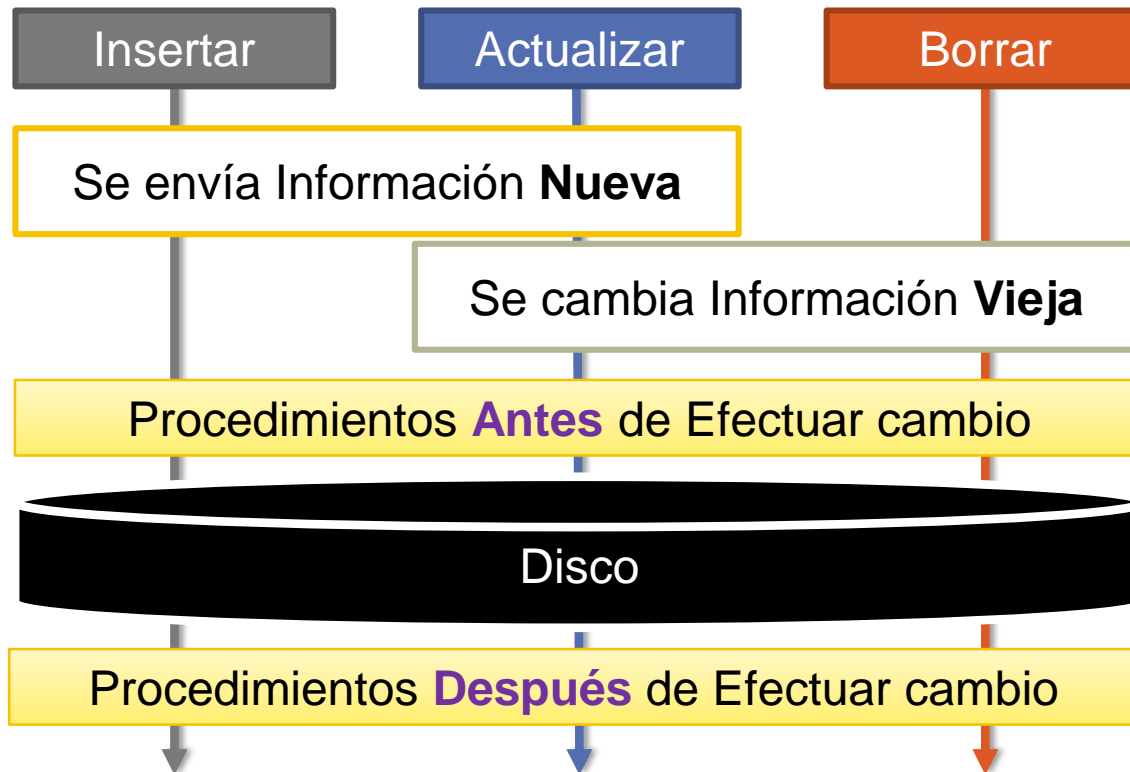 Insertar
Actualizar
Borrar
Se envía Información Nueva
Se cambia Información Vieja
Procedimientos Antes de Efectuar cambio
Disco
Procedimientos Después de Efectuar cambio